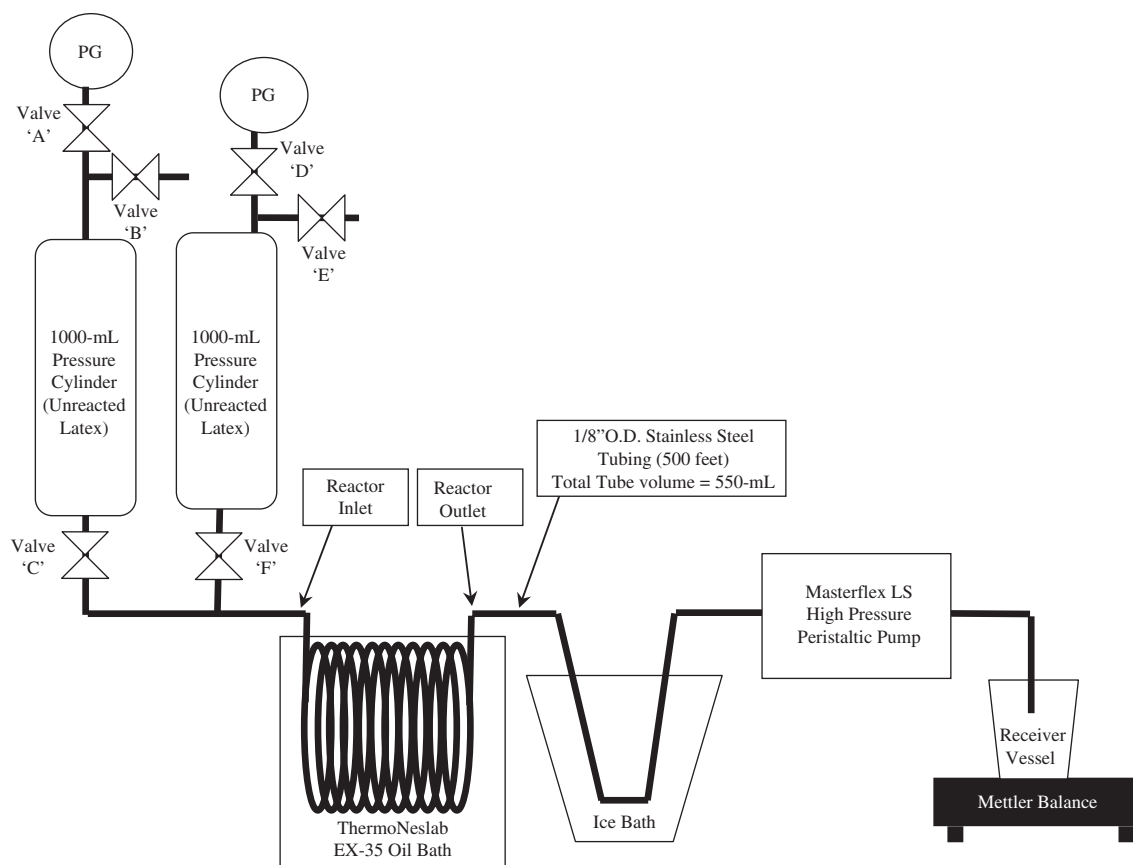 PG
Valve
‘A’
Valve
‘B’
PG
Valve
‘D’
Valve
‘E’
1000-mL
Pressure
Cylinder
(Unreacted
Latex)
1000-mL
Pressure
Cylinder
(Unreacted
Latex)
Valve
‘C’
Valve
‘F’
Reactor
Inlet
Reactor
Outlet
1/8”O.D. Stainless Steel
Tubing (500 feet)
Total Tube volume = 550-mL
Masterflex LS
High Pressure
Peristaltic Pump
ThermoNeslab
EX-35 Oil Bath
Ice Bath
Receiver
Vessel
Mettler Balance